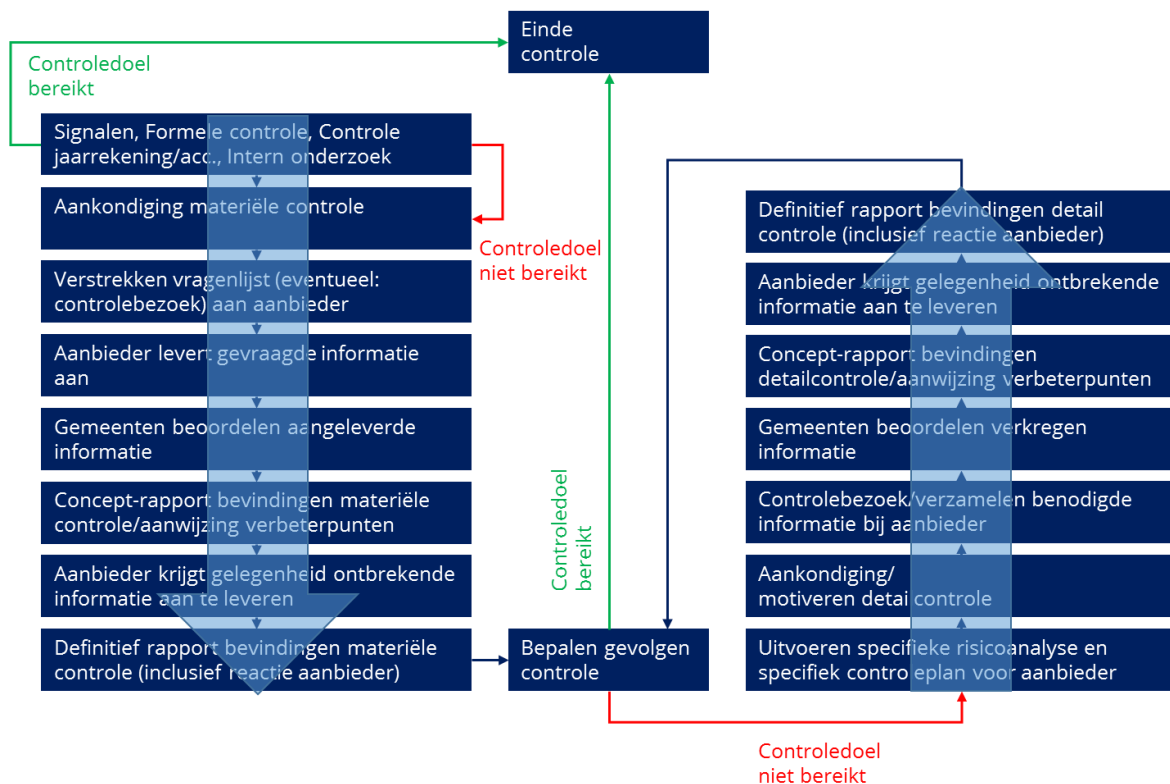 Einde
controle
Controledoel
bereikt
Signalen, Formele controle, Controle
jaarrekening/acc., Intern onderzoek
Aankondiging materiële controle
Controledoel
niet bereikt
Verstrekken vragenlijst (eventueel:
controlebezoek) aan aanbieder
Aanbieder levert gevraagde informatie
aan
Gemeenten beoordelen aangeleverde
informatie
Concept-rapport bevindingen materiële
controle/aanwijzing verbeterpunten
Aanbieder krijgt gelegenheid ontbrekende
informatie aan te leveren
Definitief rapport bevindingen materiële
controle (inclusief reactie aanbieder)
Controledoel
bereikt
Bepalen gevolgen
controle
Definitief rapport bevindingen detail
controle (inclusief reactie aanbieder)
Aanbieder krijgt gelegenheid ontbrekende
informatie aan te leveren
Concept-rapport bevindingen
detailcontrole/aanwijzing verbeterpunten
Gemeenten beoordelen verkregen
informatie
Controlebezoek/verzamelen benodigde
informatie bij aanbieder
Aankondiging/
motiveren detailcontrole
Uitvoeren specifieke risicoanalyse en
specifiek controleplan voor aanbieder
Controledoel
niet bereikt